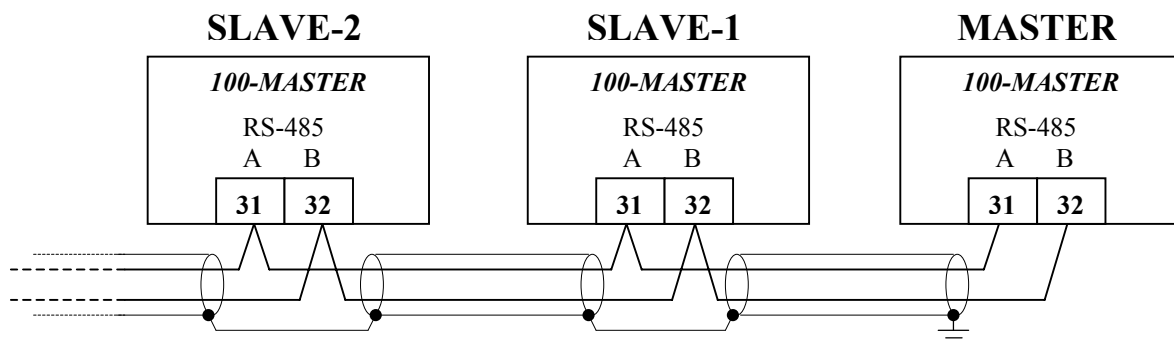 SLAVE-2 SLAVE-1 MASTER
100-MASTER 100-MASTER 100-MASTER
RS-485 RS-485 RS-485
A B A B A B
31 32 31 32 31 32